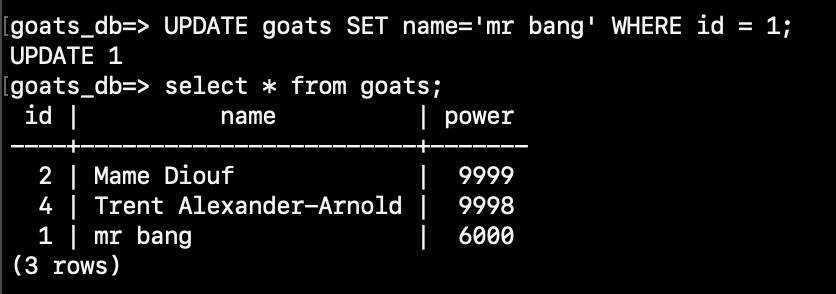 [goats_db=> UPDATE goats SET name='mr bang' WHERE id = 1;
UPDATE 1
[goats_db=> select * from goats;
 id |          name          | power
----+------------------------+-------
  2 | Mame Diouf             |  9999
  4 | Trent Alexander-Arnold |  9998
  1 | mr bang                |  6000
(3 rows)